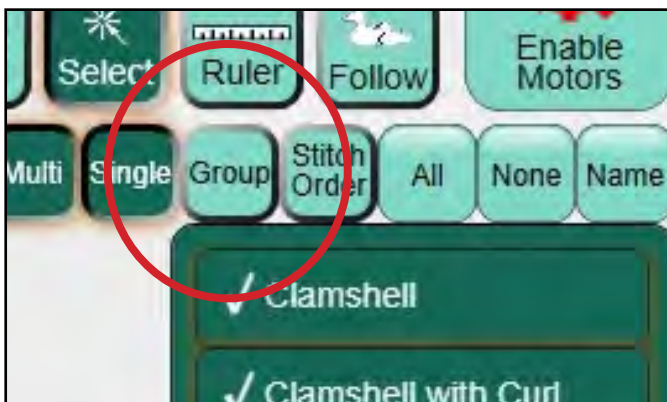 Select
Ruler
Follow
Enable
Motors
Multi
Single
Group
Stitch
Order
All
None
Name
✓ Clamshell
✓ Clamshell with Curl